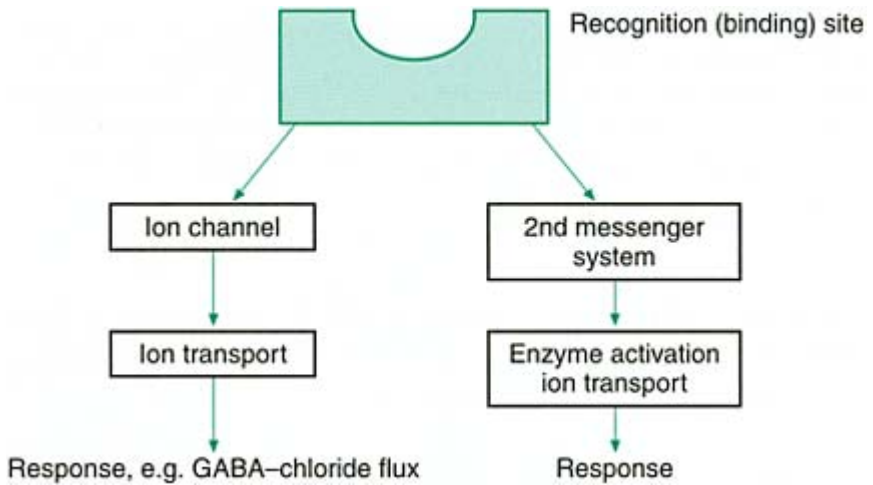 Recognition (binding) site
Ion channel
2nd messenger
system
Ion transport
Enzyme activation
ion transport
Response, e.g. GABA–chloride flux
Response